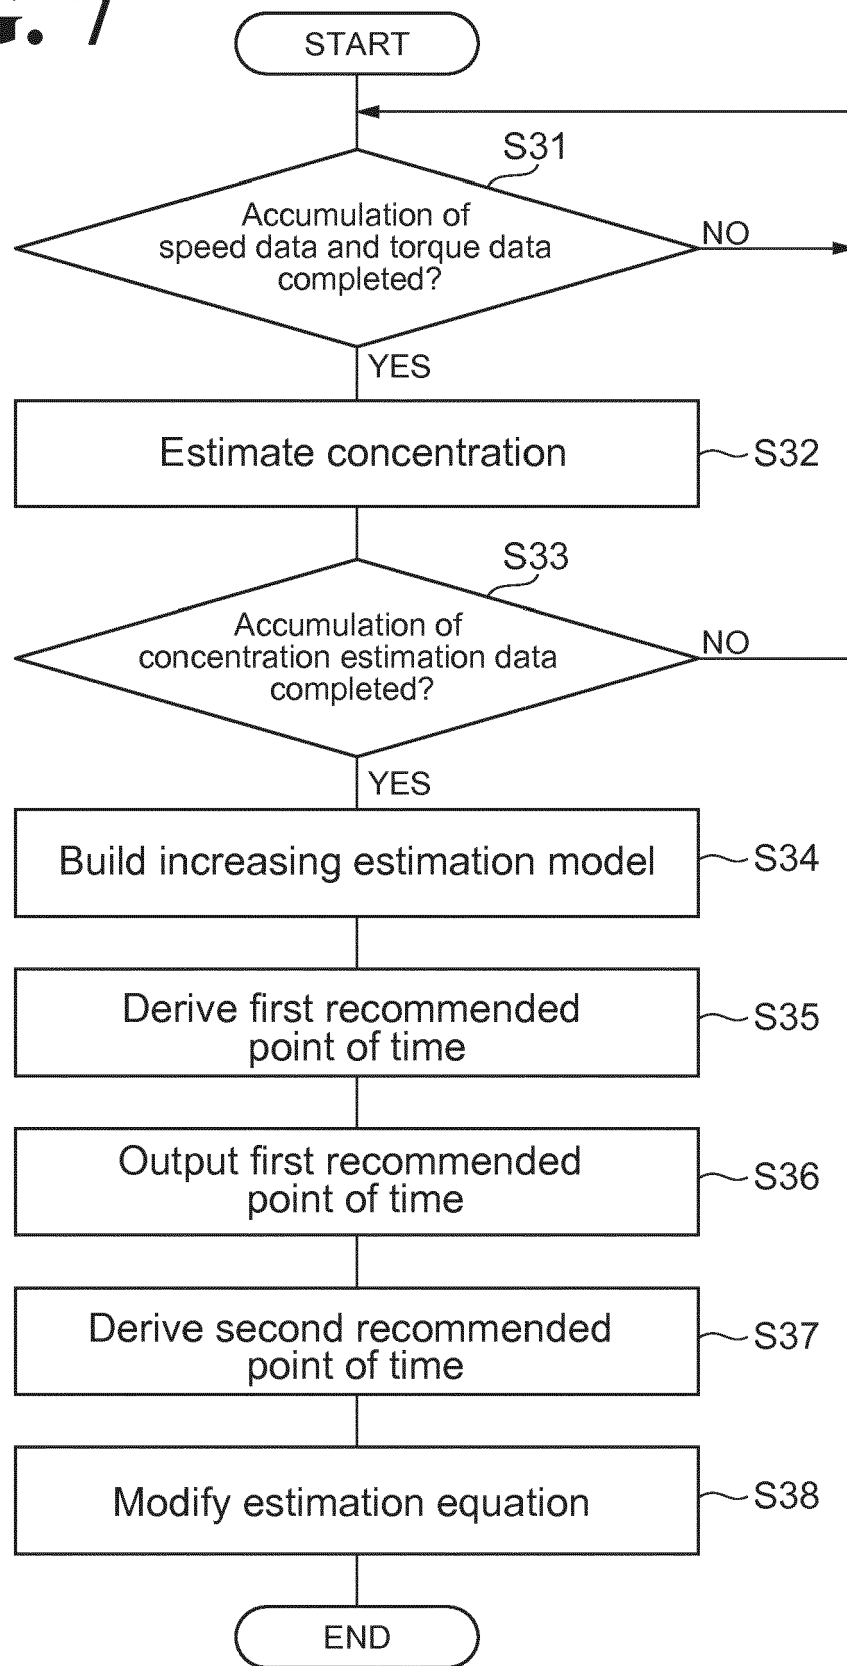 G. 7
START
S31
Accumulation of
speed data and torque data
completed?
NO
YES
Estimate concentration
S32
S33
Accumulation of
concentration estimation data
completed?
NO
YES
Build increasing estimation model
S34
Derive first recommended
point of time
S35
Output first recommended
point of time
S36
Derive second recommended
point of time
S37
Modify estimation equation
S38
END